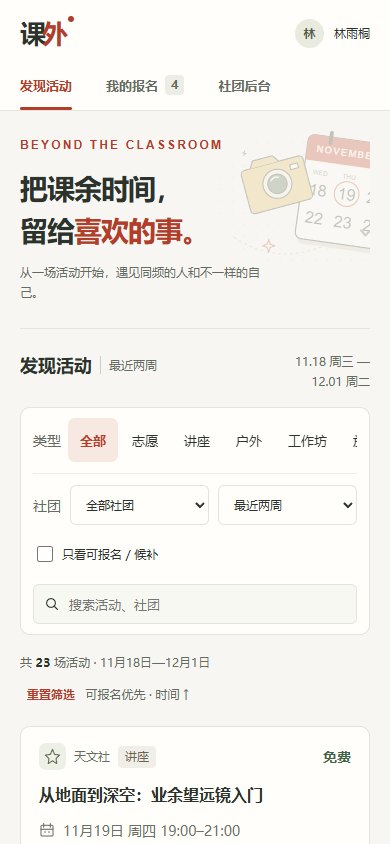 课外
林 林雨桐
发现活动 我的报名 4 社团后台
BEYOND THE CLASSROOM
把课余时间，
留给喜欢的事。
NOVEMBE
WED THU
18 19 2
22 23 2
从一场活动开始，遇见同频的人和不一样的自
己。
发现活动 最近两周
11.18 周三 —
12.01 周二
类型 全部 志愿 讲座 户外 工作坊
社团 全部社团 最近两周
只看可报名 / 候补
搜索活动、社团
共 23 场活动 · 11月18日—12月1日
重置筛选 可报名优先 · 时间 ↑
天文社 讲座 免费
从地面到深空：业余望远镜入门
11月19日 周四 19:00–21:00